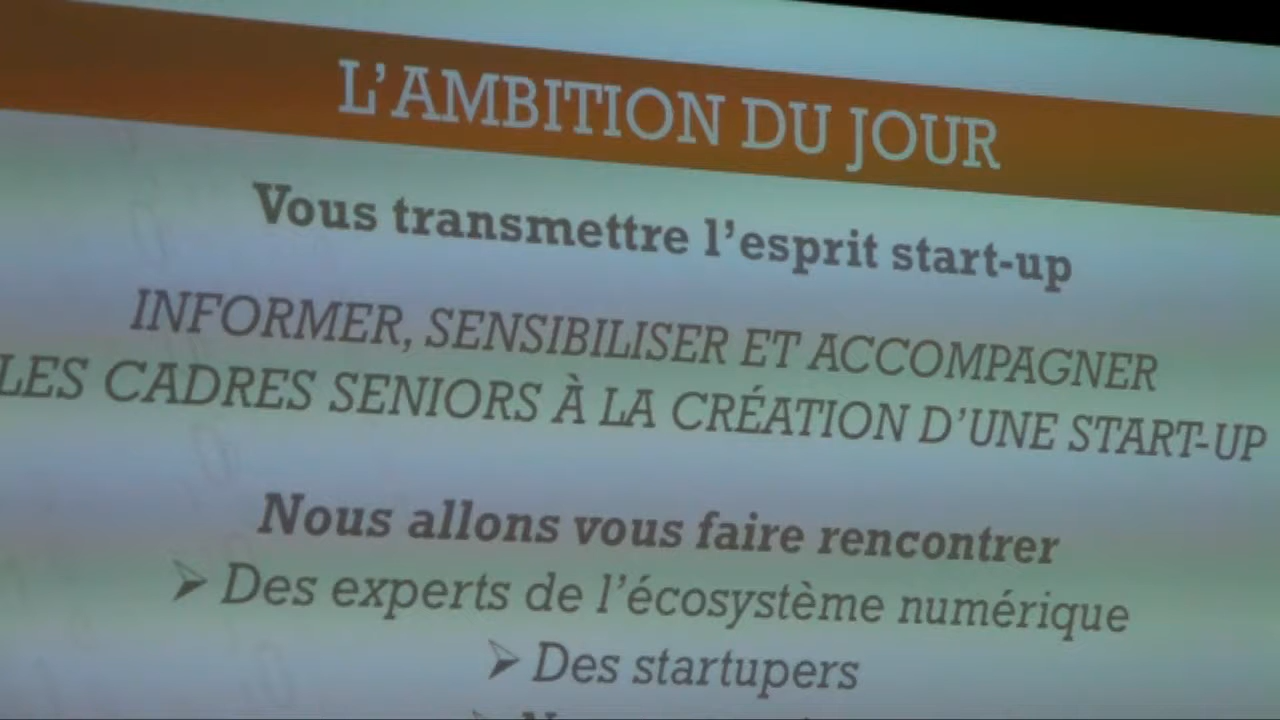 L'AMBITION DU JOUR
Vous transmettre l'esprit start-up
INFORMER, SENSIBILISER ET ACCOMPAGNER
LES CADRES SENIORS À LA CRÉATION D'UNE START-UP
Nous allons vous faire rencontrer
➢ Des experts de l'écosystème numérique
➢ Des startupers